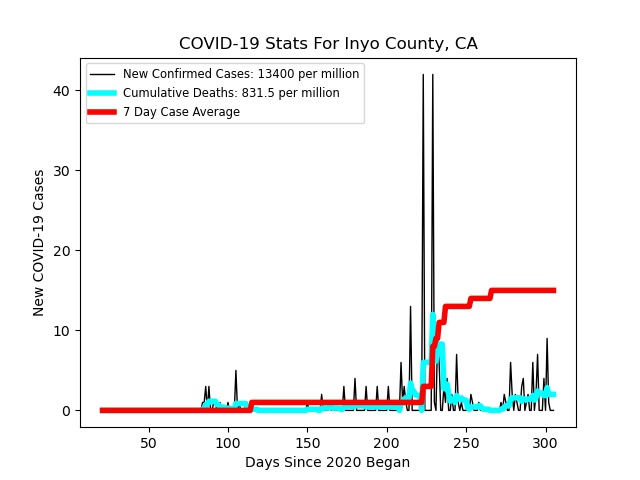 COVID-19 Stats For Inyo County, CA
New Confirmed Cases: 13400 per million
Cumulative Deaths: 831.5 per million
7 Day Case Average
New COVID-19 Cases
40
30
20
10
0
50 100 150 200 250 300
Days Since 2020 Began